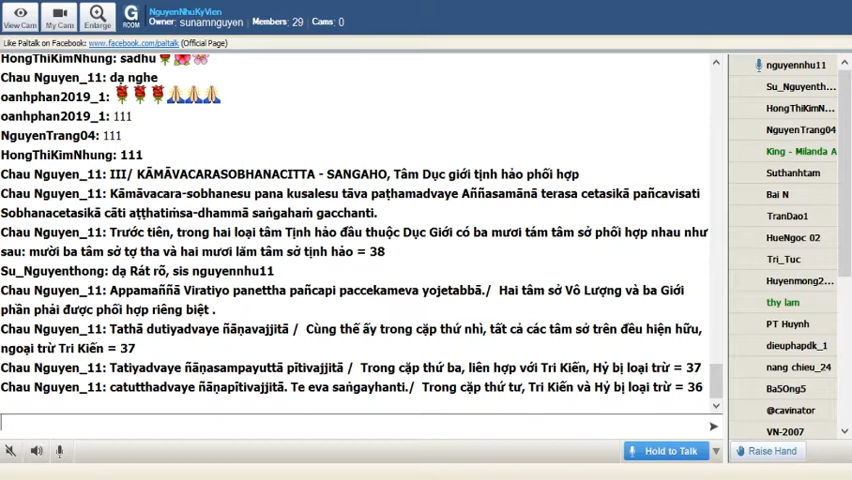 NguyenNhuKyVien
Owner: sunamnguyen Members: 29 Cams: 0
View Cam My Cam Enlarge G ROOM
Like Paltalk on Facebook: www.facebook.com/paltalk (Official Page)
HongThiKimNhung: sadhu🌹🌺🌸
Chau Nguyen_11: dạ nghe
oanhphan2019_1: 🌹🌹🌹🙏🙏🙏
oanhphan2019_1: 111
NguyenTrang04: 111
HongThiKimNhung: 111
Chau Nguyen_11: III/ KĀMĀVACARASOBHANACITTA - SANGAHO, Tâm Dục giới tịnh hảo phối hợp
Chau Nguyen_11: Kāmāvacara-sobhanesu pana kusalesu tāva paṭhamadvaye Aññasamānā terasa cetasikā pañcavisati
Sobhanacetasikā cāti aṭṭhatiṃsa-dhammā saṅgahaṃ gacchanti.
Chau Nguyen_11: Trước tiên, trong hai loại tâm Tịnh hảo đầu thuộc Dục Giới có ba mươi tám tâm sở phối hợp nhau như
sau: mười ba tâm sở tợ tha và hai mươi lăm tâm sở tịnh hảo = 38
Su_Nguyenthong: dạ Rát rõ, sis nguyennhu11
Chau Nguyen_11: Appamaññā Viratiyo panettha pañcapi paccekameva yojetabbā./ Hai tâm sở Vô Lượng và ba Giới
phần phải được phối hợp riêng biệt .
Chau Nguyen_11: Tathā dutiyadvaye ñāṇavajjitā / Cùng thế ấy trong cặp thứ nhì, tất cả các tâm sở trên đều hiện hữu,
ngoại trừ Tri Kiến = 37
Chau Nguyen_11: Tatiyadvaye ñāṇasampayuttā pītivajjitā / Trong cặp thứ ba, liên hợp với Tri Kiến, Hỷ bị loại trừ = 37
Chau Nguyen_11: catutthadvaye ñāṇapītivajjitā. Te eva saṅgayhanti./ Trong cặp thứ tư, Tri Kiến và Hỷ bị loại trừ = 36
Hold to Talk
nguyennhu11
Su_Nguyenth...
HongThiKimN...
NguyenTrang04
King - Milanda A
Suthanhtam
Bai N
TranDao1
HueNgoc 02
Tri_Tuc
Huyenmong2...
thy lam
PT Huynh
dieuphapdk_1
nang chieu_24
Ba5Ong5
@cavinator
VN-2007
Raise Hand